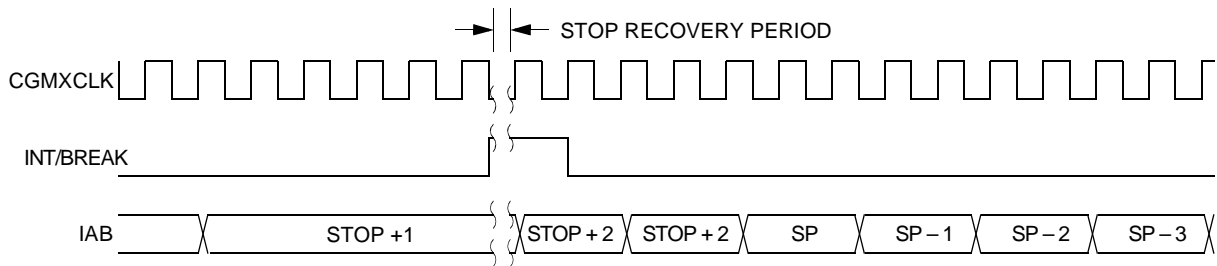 STOP RECOVERY PERIOD
CGMXCLK
INT/BREAK
IAB STOP +1 STOP + 2 STOP + 2 SP SP – 1 SP – 2 SP – 3